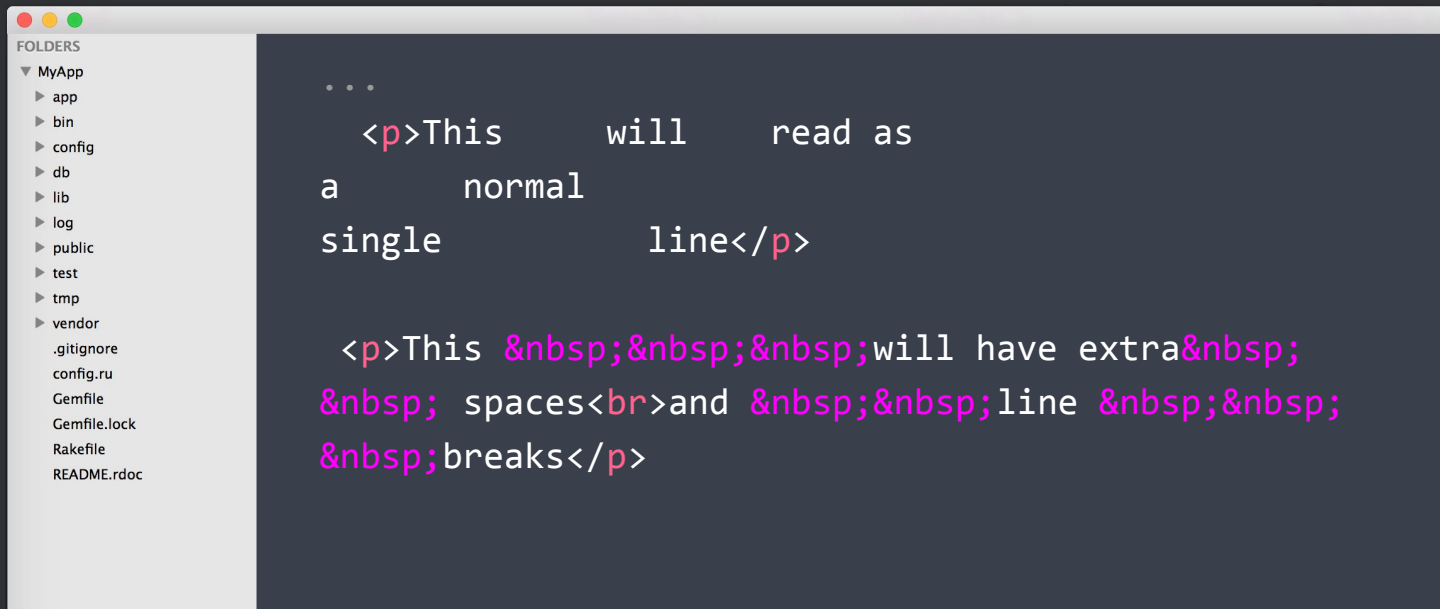 FOLDERS
MyApp
app
bin
config
db
lib
log
public
test
tmp
vendor
.gitignore
config.ru
Gemfile
Gemfile.lock
Rakefile
README.rdoc
...
  <p>This     will    read as
a      normal
single          line</p>
 <p>This &nbsp;&nbsp;&nbsp;will have extra&nbsp;
&nbsp; spaces<br>and &nbsp;&nbsp;line &nbsp;&nbsp;
&nbsp;breaks</p>